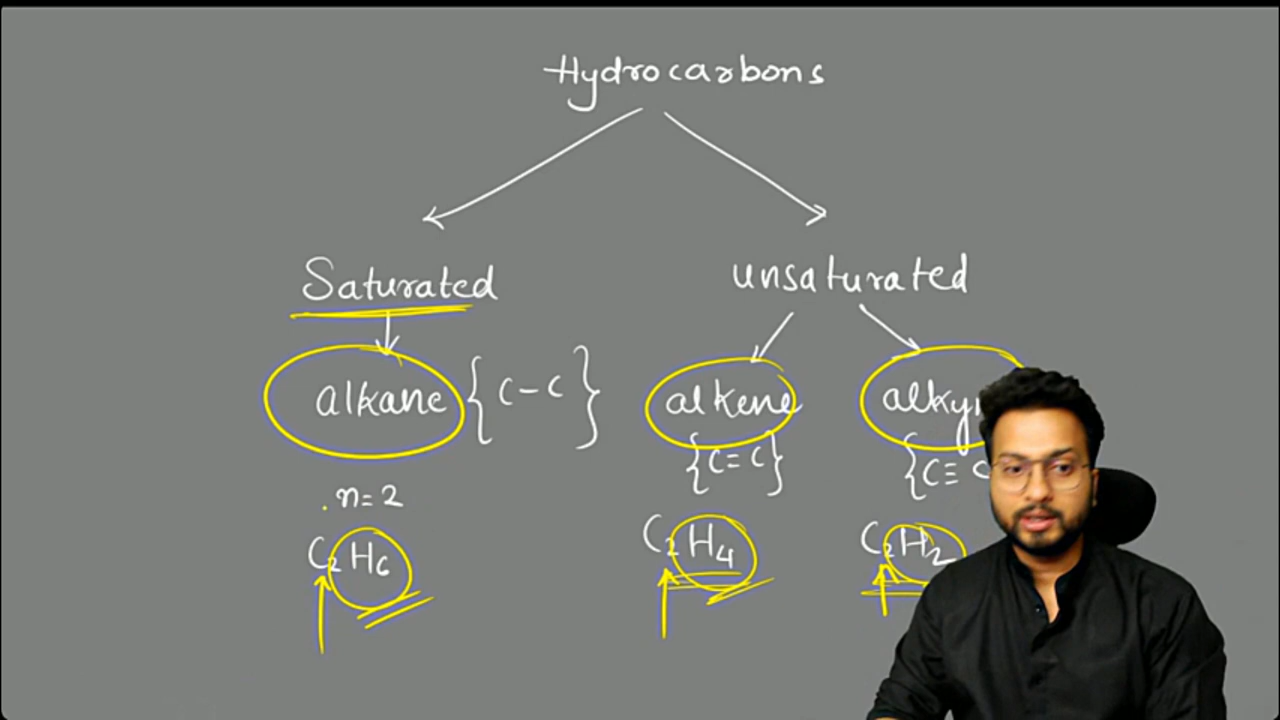 Hydrocarbons
Saturated unsaturated
alkane {C-C} alkene
{C=C} {C≡C
.n=2
C₂H₆ C₂H₄ C₂H₂